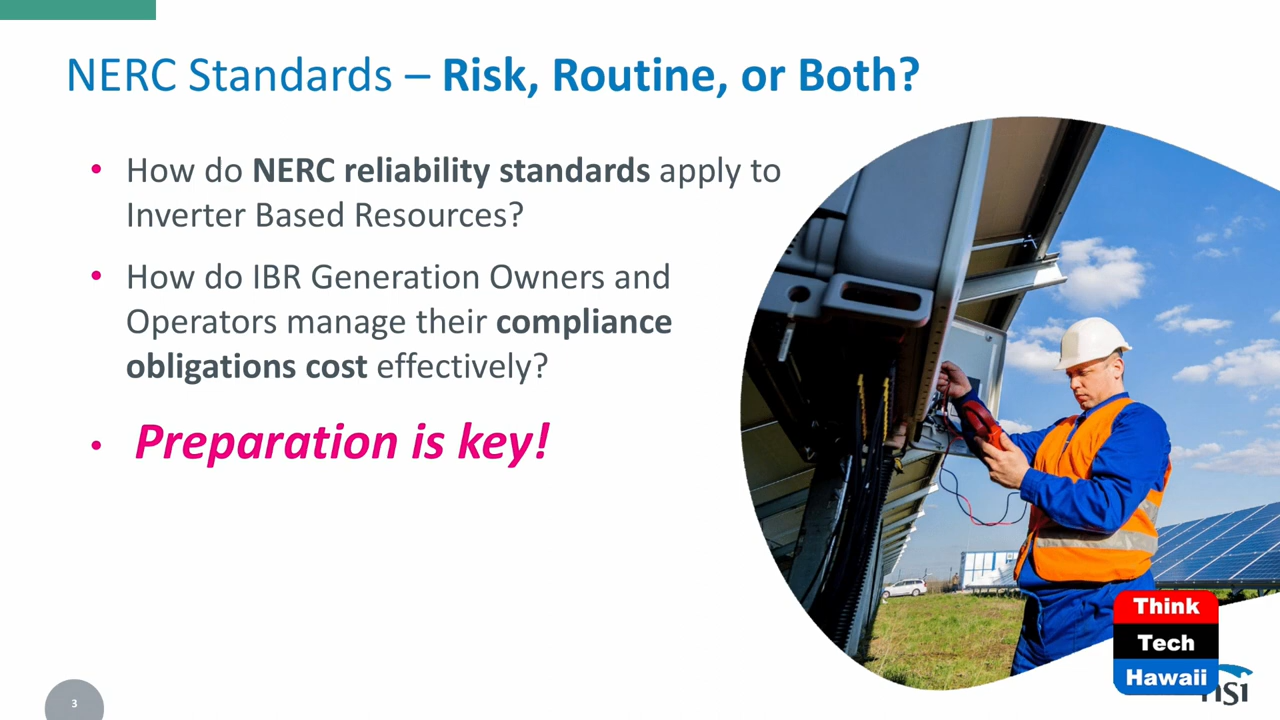 NERC Standards – Risk, Routine, or Both?
• How do NERC reliability standards apply to
Inverter Based Resources?
• How do IBR Generation Owners and
Operators manage their compliance
obligations cost effectively?
• Preparation is key!
Think
Tech
Hawaii
3